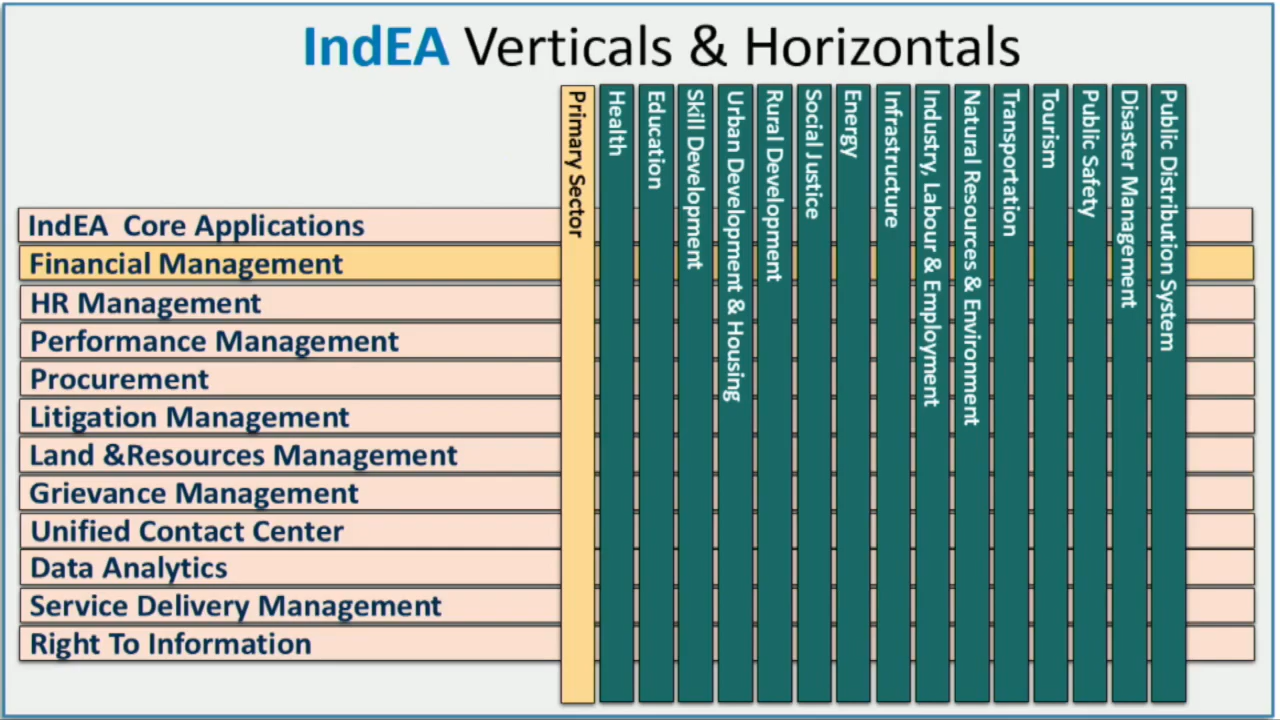 IndEA Verticals & Horizontals
Primary Sector
Health
Education
Skill Development
Urban Development & Housing
Rural Development
Social Justice
Energy
Infrastructure
Industry, Labour & Employment
Natural Resources & Environment
Transportation
Tourism
Public Safety
Disaster Management
Public Distribution System
IndEA Core Applications
Financial Management
HR Management
Performance Management
Procurement
Litigation Management
Land &Resources Management
Grievance Management
Unified Contact Center
Data Analytics
Service Delivery Management
Right To Information